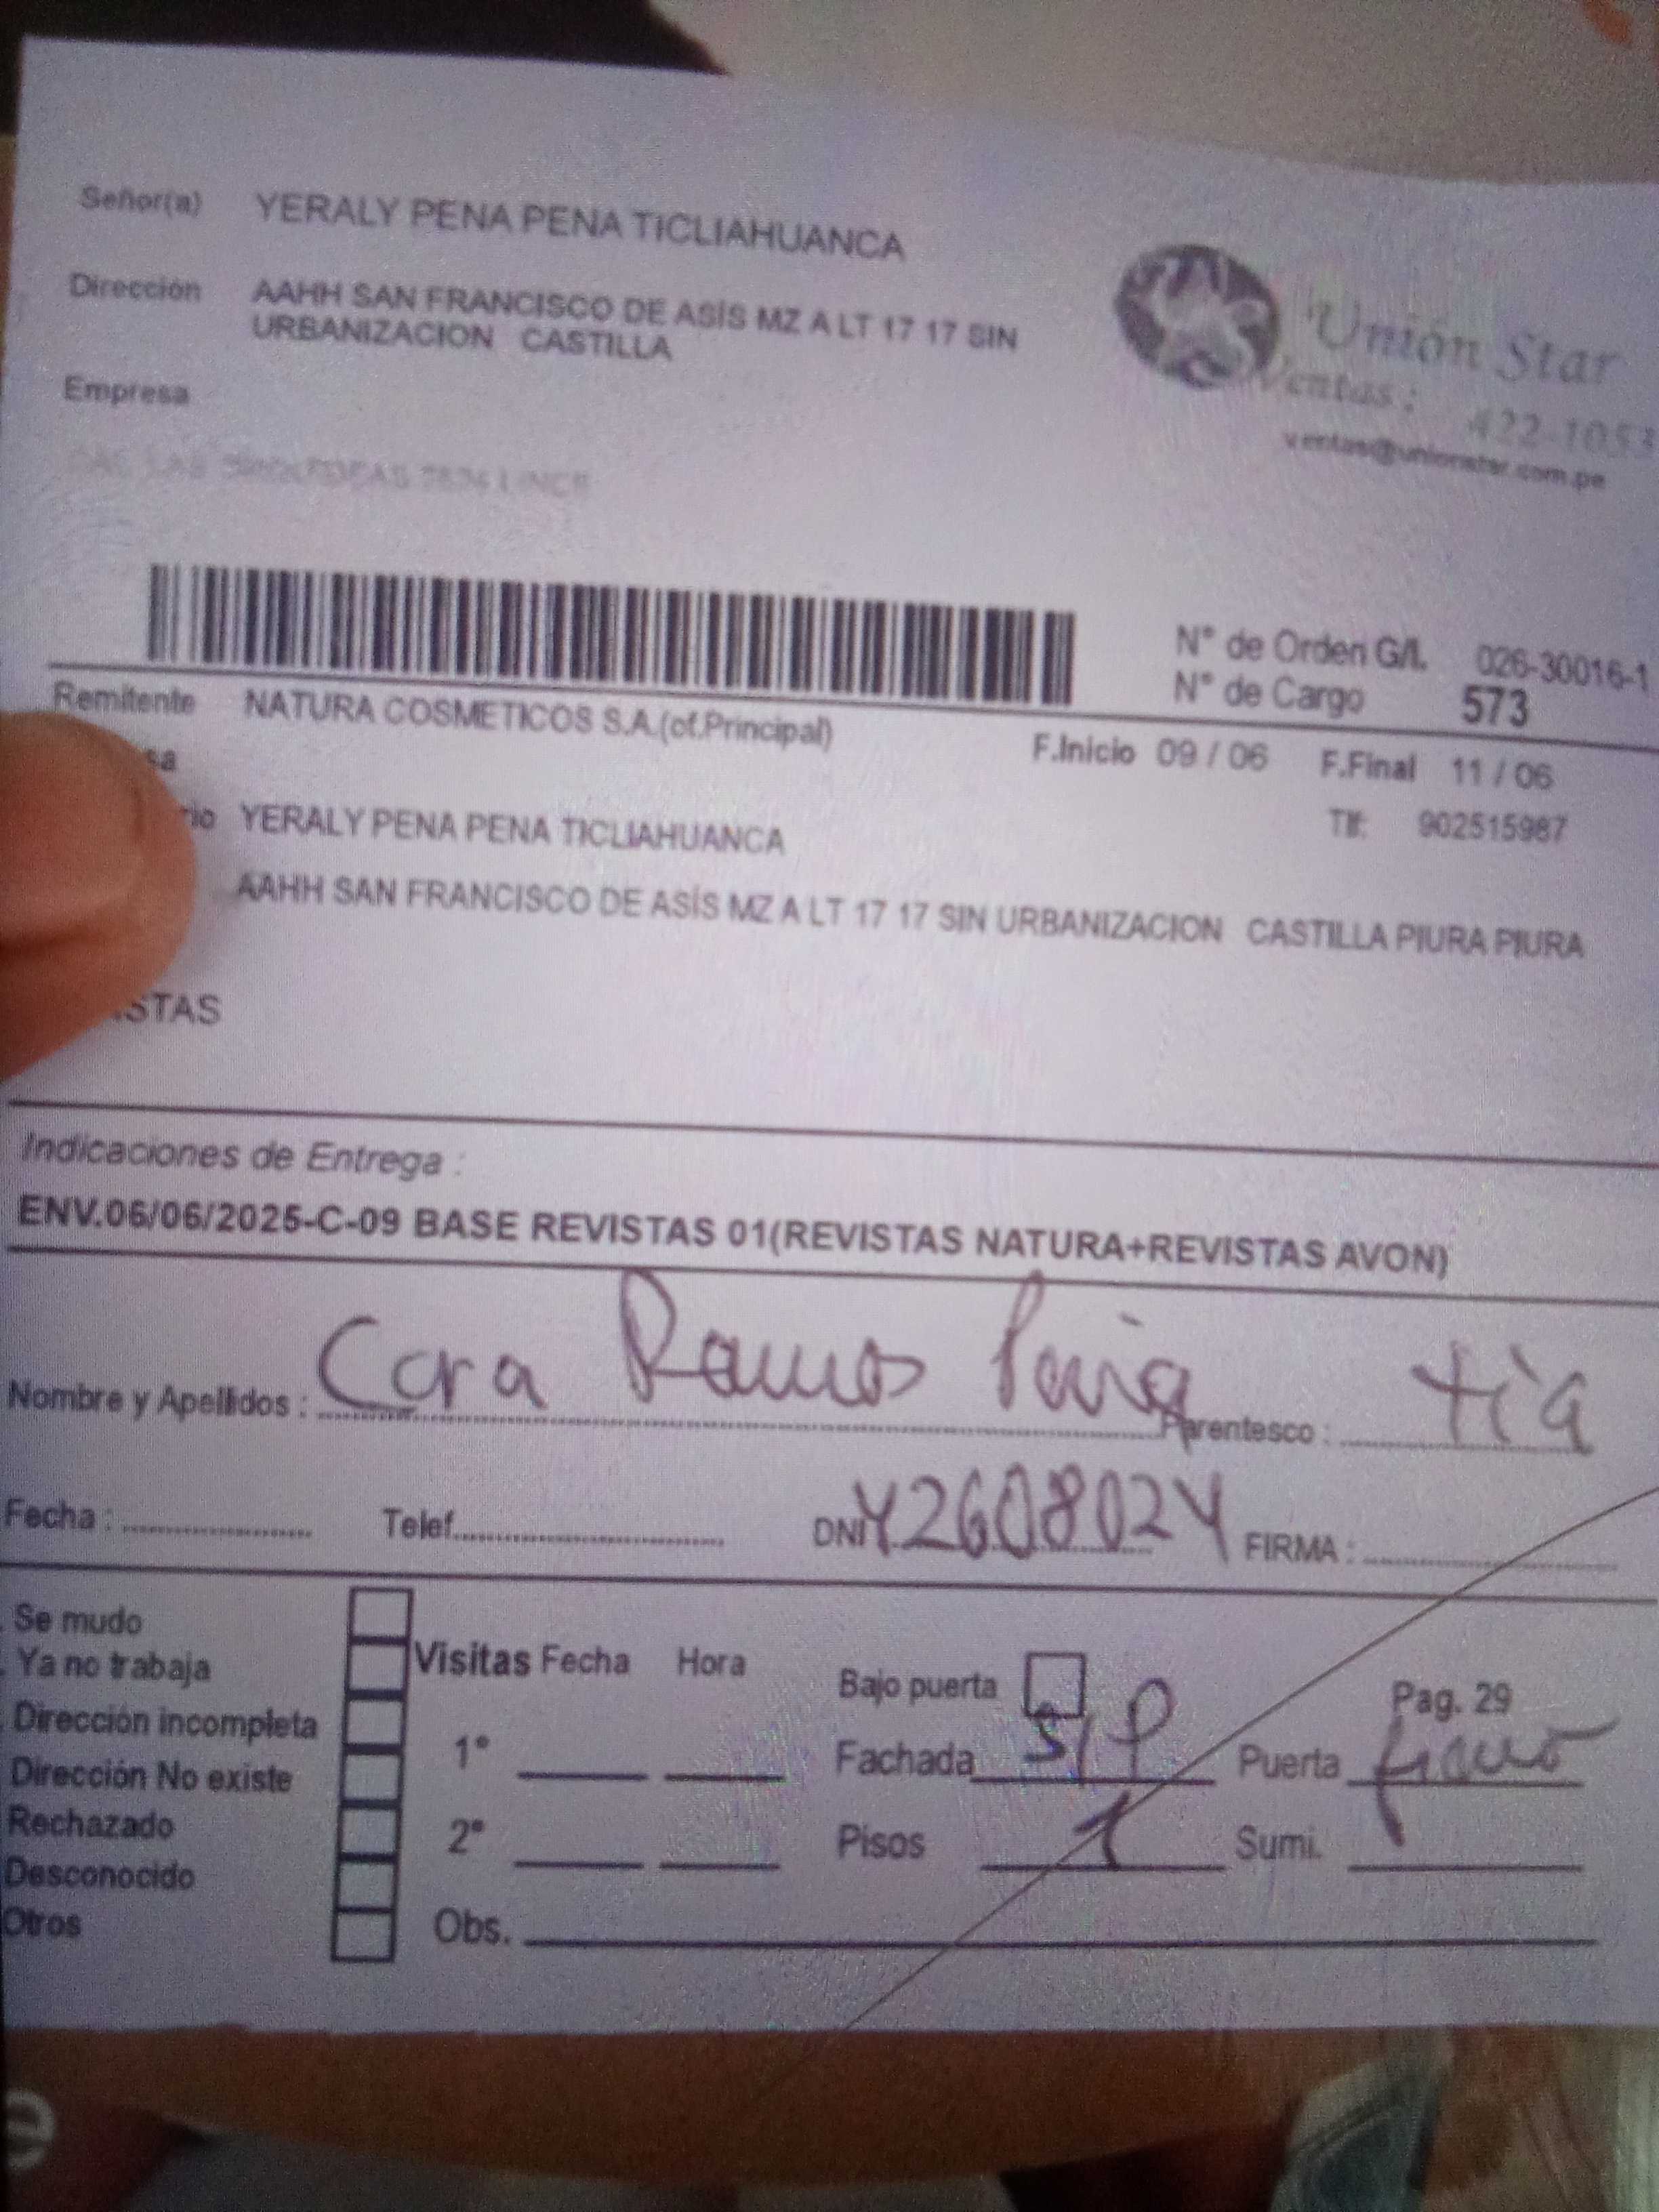 Señor(a) YERALY PENA PENA TICLIAHUANCA
Dirección AAHH SAN FRANCISCO DE ASÍS MZ A LT 17 17 SIN
URBANIZACION CASTILLA
Unión Star
Ventas : 422-1053
ventas@unionstar.com.pe
Empresa
N° de Orden G/I. 026-30016-1
N° de Cargo 573
Remitente NATURA COSMETICOS S.A.(of.Principal)
F.Inicio 09 / 06 F.Final 11 / 06
sa
rio YERALY PENA PENA TICLIAHUANCA Tlf: 902515987
AAHH SAN FRANCISCO DE ASÍS MZ A LT 17 17 SIN URBANIZACION CASTILLA PIURA PIURA
ISTAS
Indicaciones de Entrega :
ENV.06/06/2025-C-09 BASE REVISTAS 01(REVISTAS NATURA+REVISTAS AVON)
Nombre y Apellidos : Cora Ramos Peña Parentesco : tía
Fecha : Telef. DNI 42608024 FIRMA :
Se mudo
Ya no trabaja
Dirección incompleta
Dirección No existe
Rechazado
Desconocido
Otros
Visitas Fecha Hora
1°
2°
Obs.
Bajo puerta Pag. 29
Fachada S/P Puerta
Pisos 1 Sumi.
e